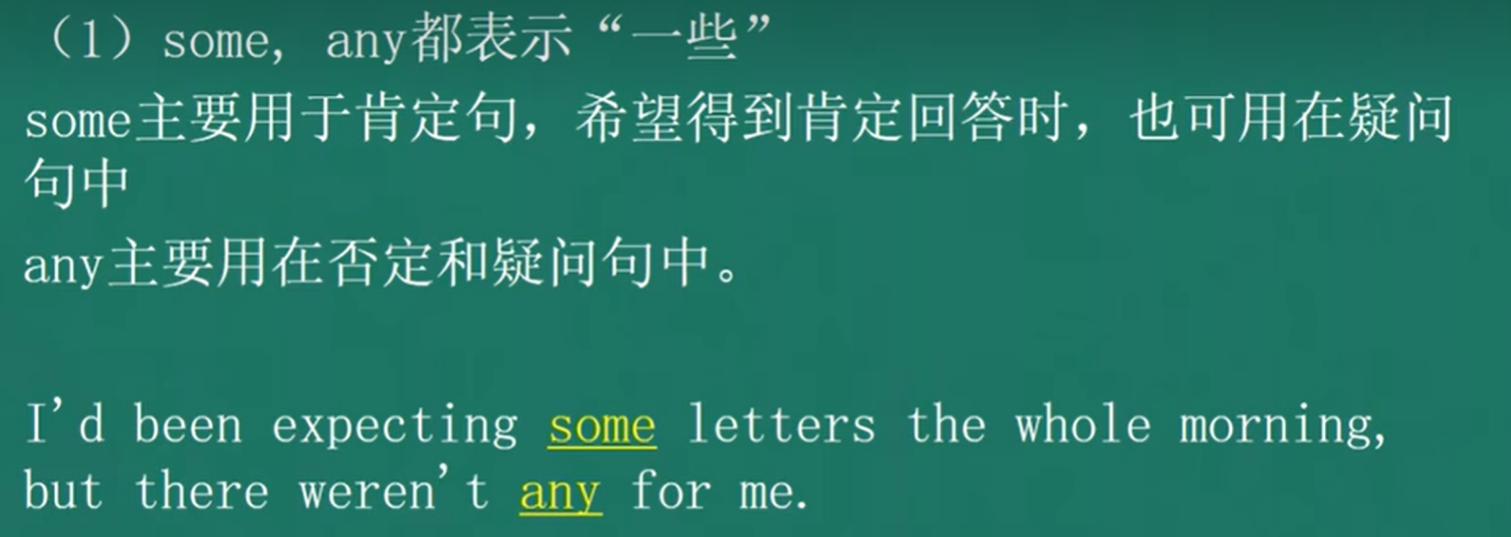 （1）some, any都表示“一些”
some主要用于肯定句，希望得到肯定回答时，也可用在疑问
句中
any主要用在否定和疑问句中。
I'd been expecting some letters the whole morning,
but there weren't any for me.